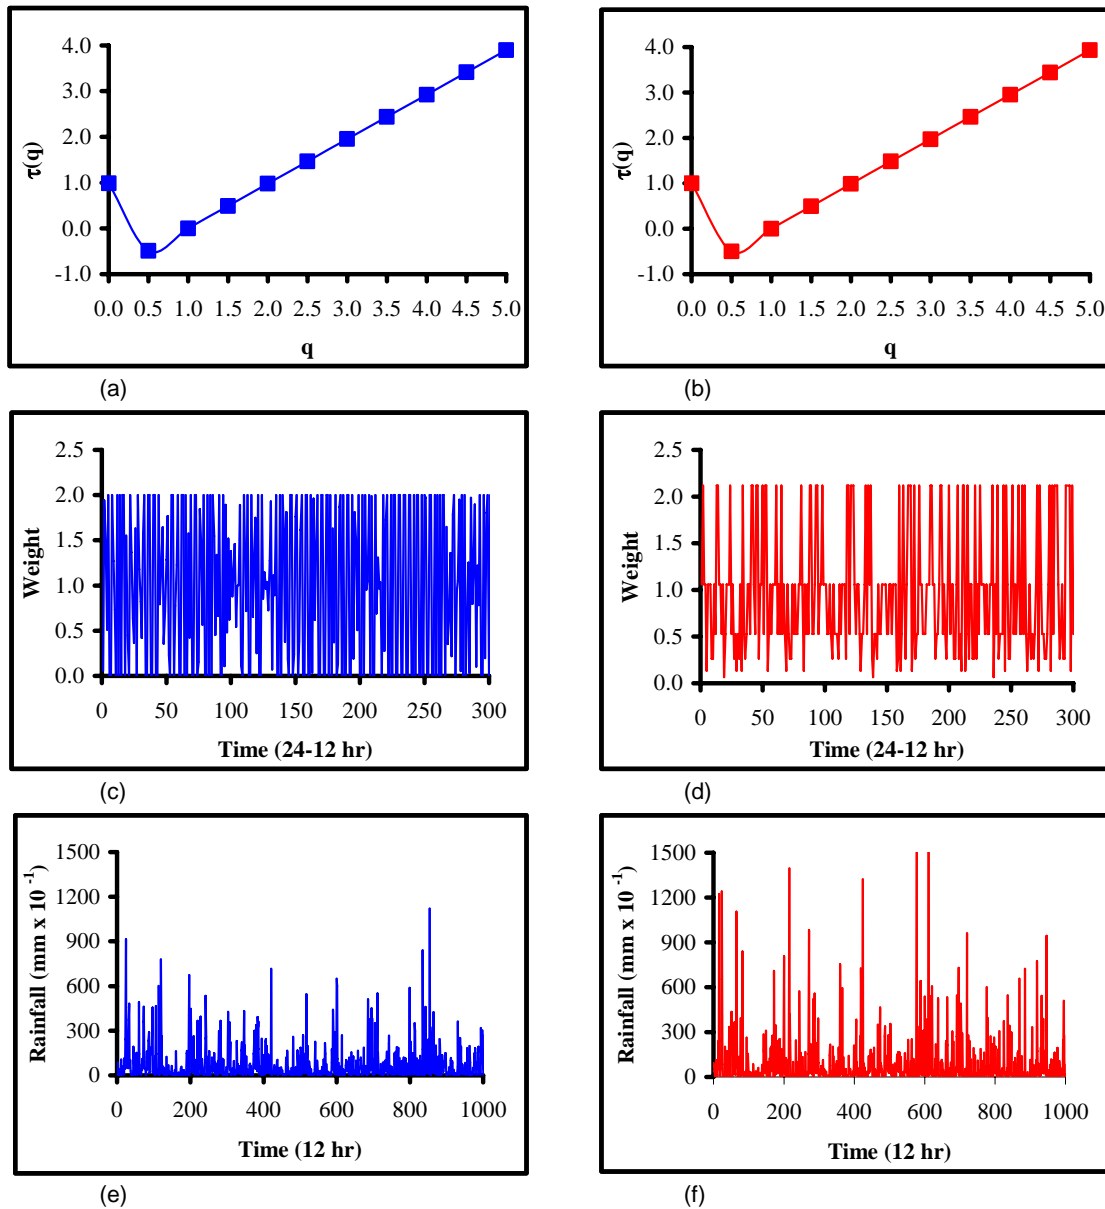 4.0
3.0
2.0
1.0
0.0
-1.0
τ(q)
0.0 0.5 1.0 1.5 2.0 2.5 3.0 3.5 4.0 4.5 5.0
q
(a)
4.0
3.0
2.0
1.0
0.0
-1.0
τ(q)
0.0 0.5 1.0 1.5 2.0 2.5 3.0 3.5 4.0 4.5 5.0
q
(b)
2.5
2.0
1.5
1.0
0.5
0.0
Weight
0 50 100 150 200 250 300
Time (24-12 hr)
(c)
2.5
2.0
1.5
1.0
0.5
0.0
Weight
0 50 100 150 200 250 300
Time (24-12 hr)
(d)
1500
1200
900
600
300
0
Rainfall (mm x 10 -1)
0 200 400 600 800 1000
Time (12 hr)
(e)
1500
1200
900
600
300
0
Rainfall (mm x 10 -1)
0 200 400 600 800 1000
Time (12 hr)
(f)